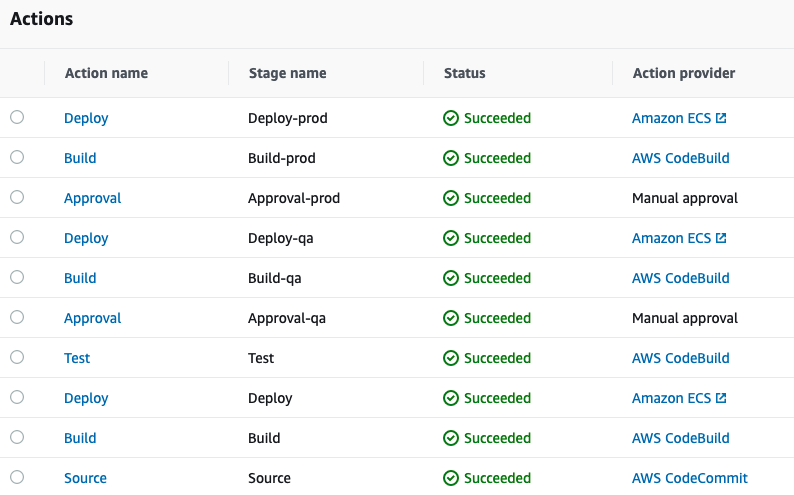 Actions
Action name Stage name Status Action provider
Deploy Deploy-prod Succeeded Amazon ECS
Build Build-prod Succeeded AWS CodeBuild
Approval Approval-prod Succeeded Manual approval
Deploy Deploy-qa Succeeded Amazon ECS
Build Build-qa Succeeded AWS CodeBuild
Approval Approval-qa Succeeded Manual approval
Test Test Succeeded AWS CodeBuild
Deploy Deploy Succeeded Amazon ECS
Build Build Succeeded AWS CodeBuild
Source Source Succeeded AWS CodeCommit